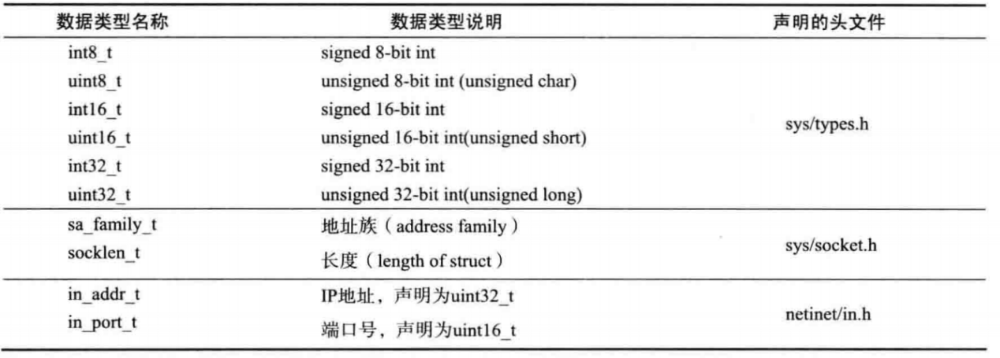 数据类型名称 数据类型说明 声明的头文件
int8_t signed 8-bit int
uint8_t unsigned 8-bit int (unsigned char)
int16_t signed 16-bit int
sys/types.h
uint16_t unsigned 16-bit int(unsigned short)
int32_t signed 32-bit int
uint32_t unsigned 32-bit int(unsigned long)
sa_family_t 地址族（address family）
sys/socket.h
socklen_t 长度（length of struct）
in_addr_t IP地址，声明为uint32_t
netinet/in.h
in_port_t 端口号，声明为uint16_t